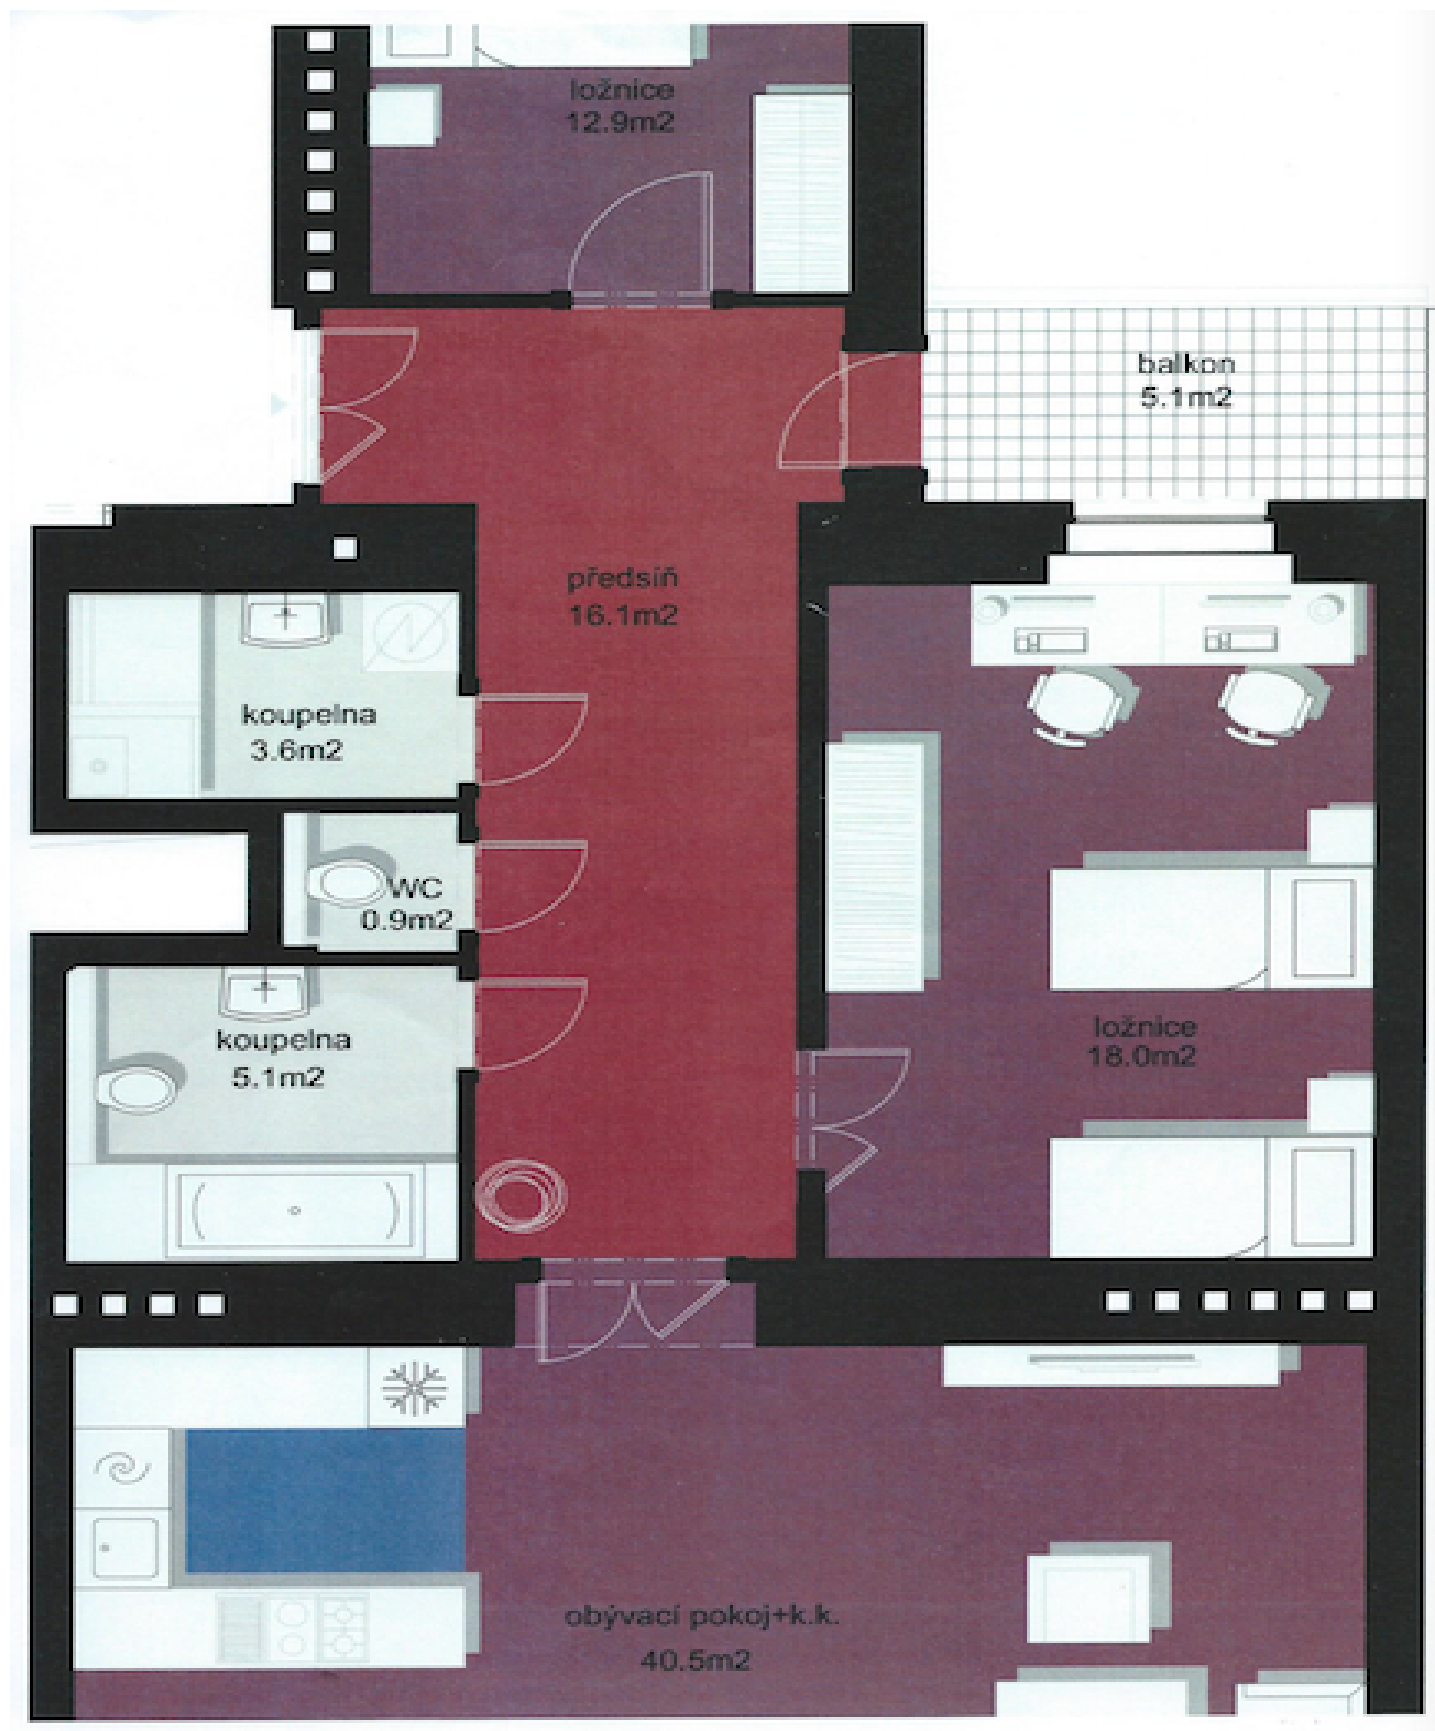 ložnice
12.9m2
balkon
5.1m2
předsíň
16.1m2
koupelna
3.6m2
WC
0.9m2
koupelna
5.1m2
ložnice
18.0m2
obývací pokoj+k.k.
40.5m2